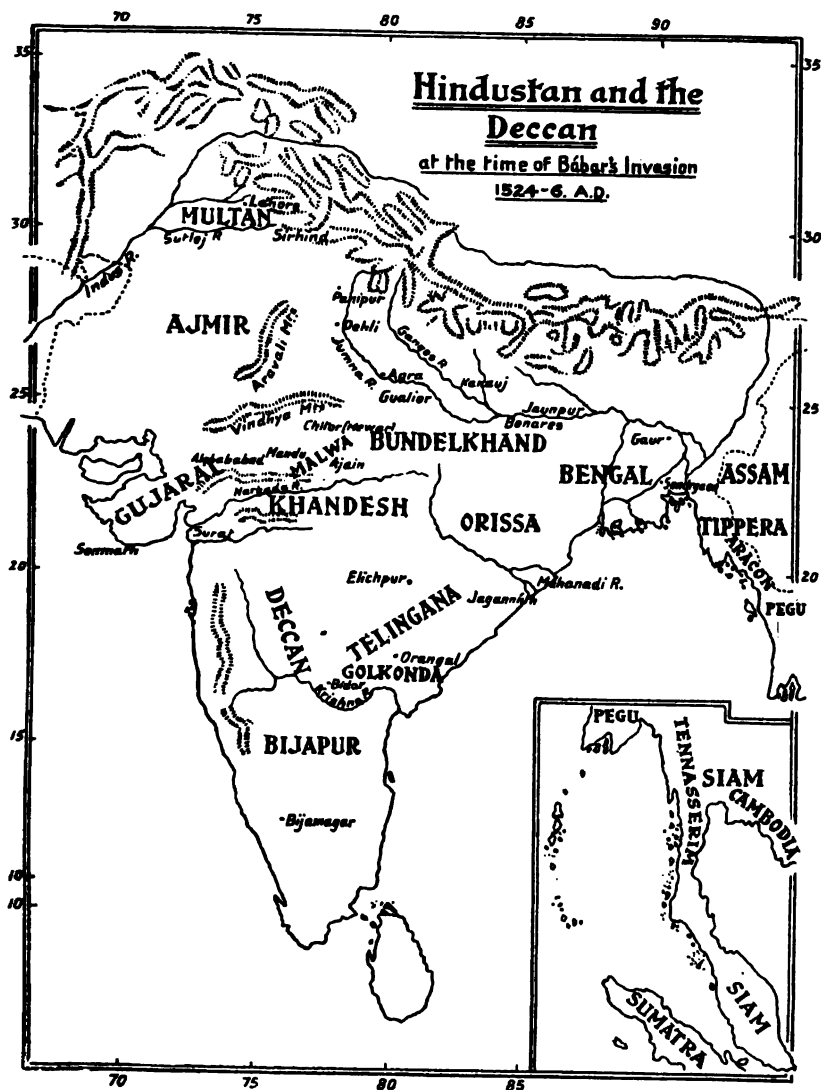 70 75 80 90
35 35
Hindustan and the
Deccan
at the time of Bábar's Invasion
1524-6. A.D.
30 30
Lahore
MULTAN
Sutlej R
Sirhind
Indus R.
Panipur
AJMIR
Dehli
Aravali Mts
Jumna R.
Ganges R.
Agra
Kanauj
Gualior
25 25
Jaunpur
Benares
Vindhya Mts
Chitor (Mewar)
BUNDELKHAND
Gaur
Mandu
MALWA
Ajain
BENGAL
ASSAM
GUJARAT
Narbada R.
KHANDESH
ORISSA
TIPPERA
Surat
Somnath
ARACON
20 20
Elichpur
Mahanadi R.
Jagannath
PEGU
DECCAN
TELINGANA
Orangal
GOLKONDA
Bidar
Krishna R.
15
BIJAPUR
Bijanagar
10
10
PEGU
TENNASSERIM
SIAM
CAMBODIA
SUMATRA
SIAM
70 75 80 85